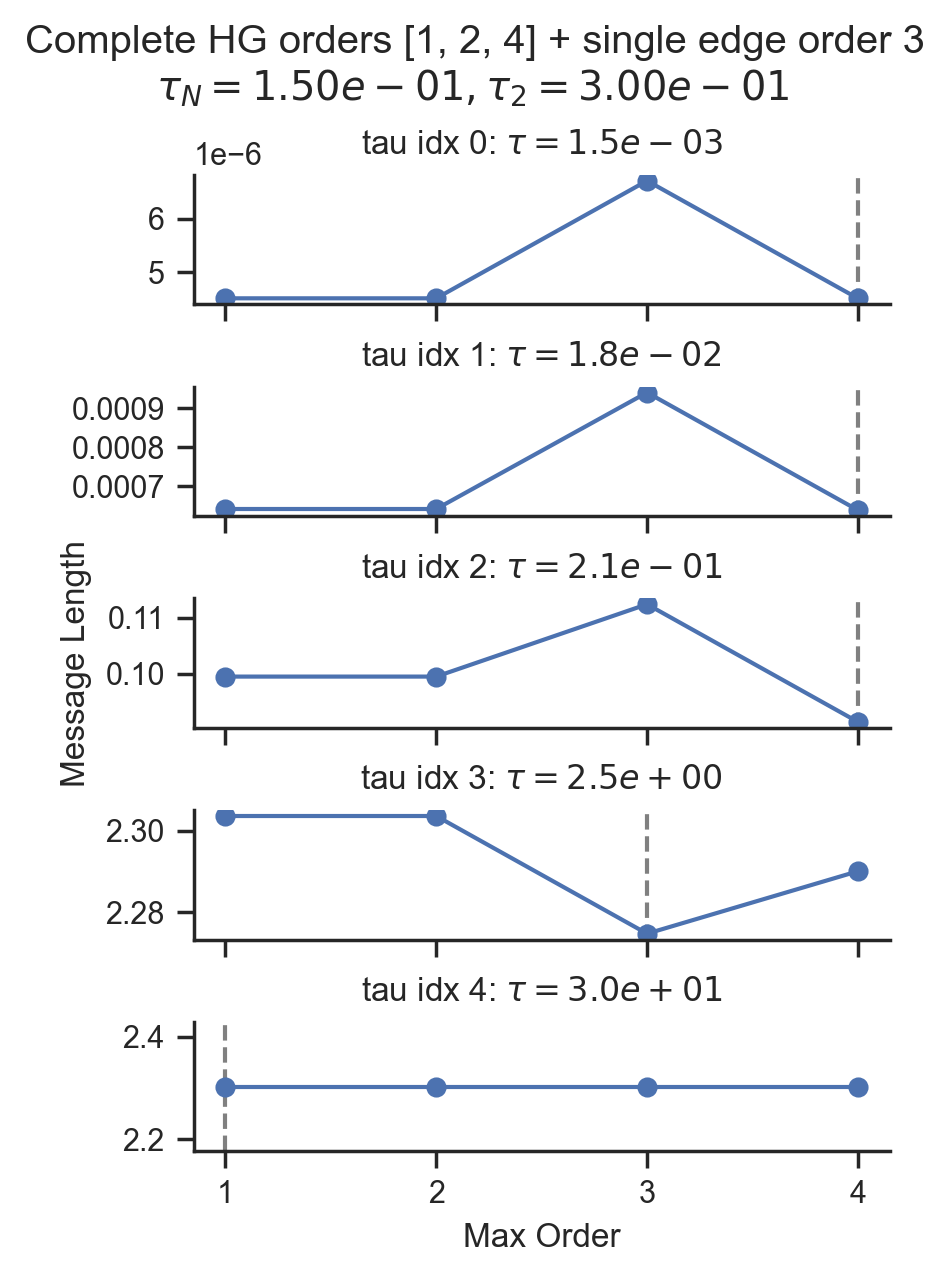 Complete HG orders [1, 2, 4] + single edge order 3
τ_N = 1.50e − 01, τ_2 = 3.00e − 01
tau idx 0: τ = 1.5e − 03
1e−6
6
5
tau idx 1: τ = 1.8e − 02
0.0009
0.0008
0.0007
tau idx 2: τ = 2.1e − 01
0.11
0.10
Message Length
tau idx 3: τ = 2.5e + 00
2.30
2.28
tau idx 4: τ = 3.0e + 01
2.4
2.2
1 2 3 4
Max Order